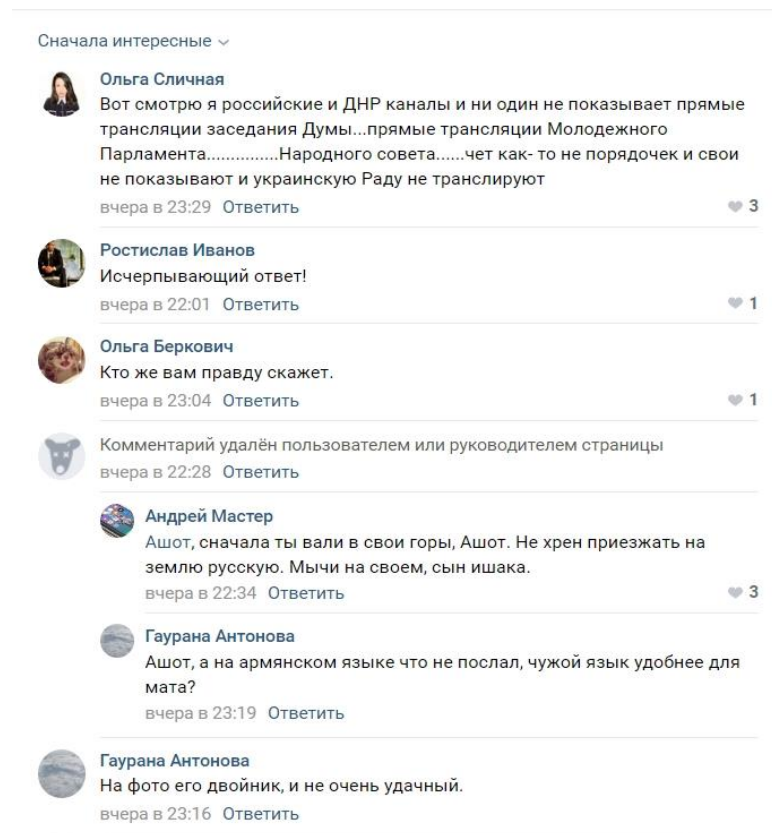 Сначала интересные
Ольга Сличная
Вот смотрю я российские и ДНР каналы и ни один не показывает прямые
трансляции заседания Думы...прямые трансляции Молодежного
Парламента...............Народного совета......чет как- то не порядочек и свои
не показывают и украинскую Раду не транслируют
вчера в 23:29 Ответить 3
Ростислав Иванов
Исчерпывающий ответ!
вчера в 22:01 Ответить 1
Ольга Беркович
Кто же вам правду скажет.
вчера в 23:04 Ответить 1
Комментарий удалён пользователем или руководителем страницы
вчера в 22:28 Ответить
Андрей Мастер
Ашот, сначала ты вали в свои горы, Ашот. Не хрен приезжать на
землю русскую. Мычи на своем, сын ишака.
вчера в 22:34 Ответить 3
Гаурана Антонова
Ашот, а на армянском языке что не послал, чужой язык удобнее для
мата?
вчера в 23:19 Ответить
Гаурана Антонова
На фото его двойник, и не очень удачный.
вчера в 23:16 Ответить